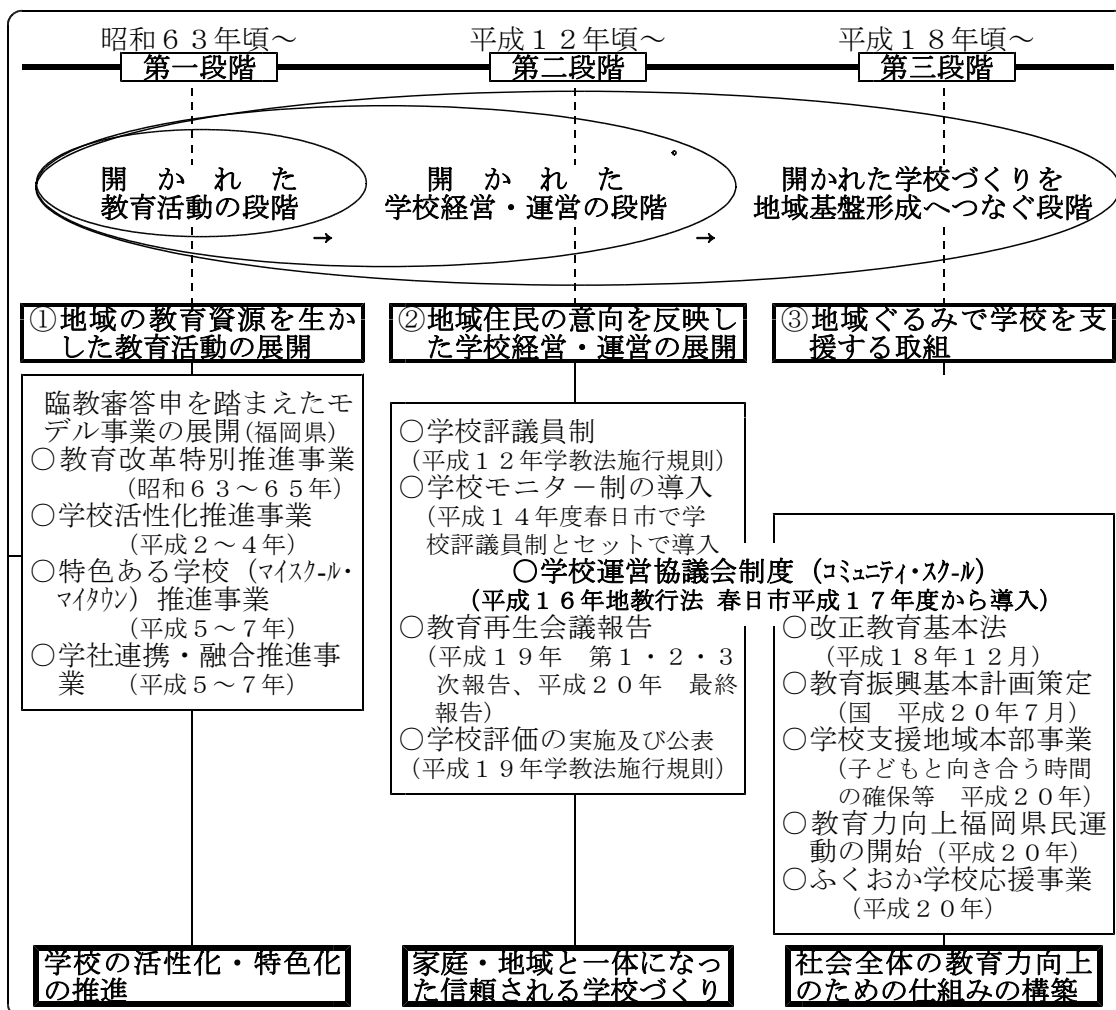 昭和６３年頃～
平成１２年頃～
平成１８年頃～
第一段階
第二段階
第三段階
開かれた
教育活動の段階
→
開かれた
学校経営・運営の段階
→
開かれた学校づくりを
地域基盤形成へつなぐ段階
①地域の教育資源を生か
した教育活動の展開
②地域住民の意向を反映し
た学校経営・運営の展開
③地域ぐるみで学校を支
援する取組
臨教審答申を踏まえたモ
デル事業の展開(福岡県)
○教育改革特別推進事業
(昭和６３～６５年)
○学校活性化推進事業
(平成２～４年)
○特色ある学校（ﾏｲｽｸｰﾙ・
ﾏｲﾀｳﾝ）推進事業
(平成５～７年)
○学社連携・融合推進事
業　(平成５～７年)
○学校評議員制
(平成１２年学教法施行規則)
○学校モニター制の導入
(平成１４年度春日市で学
校評議員制とセットで導入
○学校運営協議会制度（ｺﾐｭﾆﾃｨ・ｽｸｰﾙ）
(平成１６年地教行法 春日市平成１７年度から導入)
○教育再生会議報告
(平成１９年　第１・２・３
次報告、平成２０年　最終
報告)
○学校評価の実施及び公表
(平成１９年学教法施行規則)
○改正教育基本法
(平成１８年１２月)
○教育振興基本計画策定
(国　平成２０年７月)
○学校支援地域本部事業
(子どもと向き合う時間
の確保等　平成２０年)
○教育力向上福岡県民運
動の開始（平成２０年）
○ふくおか学校応援事業
(平成２０年)
学校の活性化・特色化
の推進
家庭・地域と一体になっ
た信頼される学校づくり
社会全体の教育力向上
のための仕組みの構築